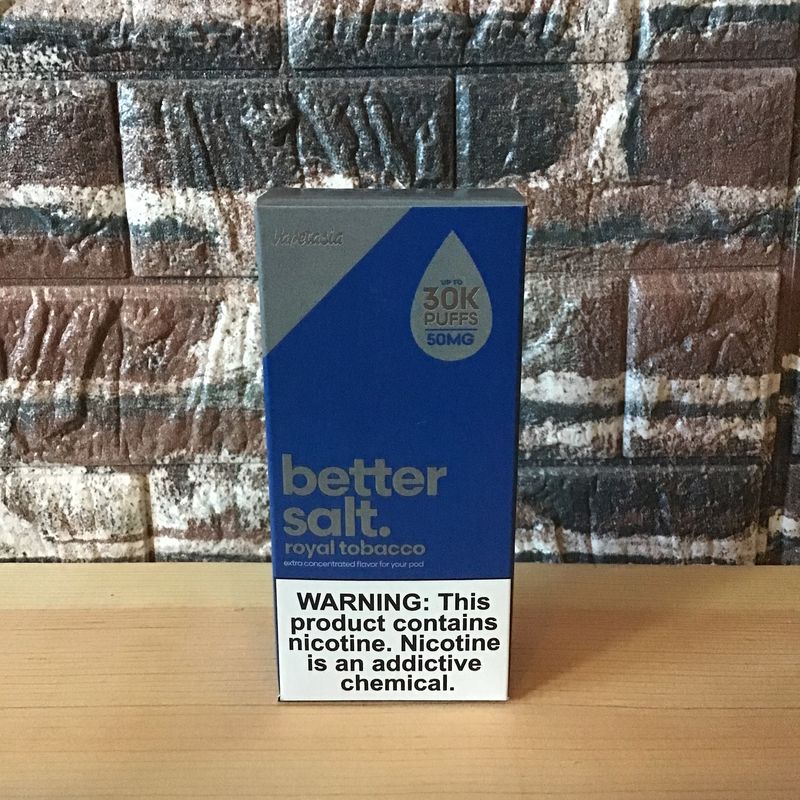 UP TO
30K
PUFFS
50MG
better
salt.
royal tobacco
extra concentrated flavor for your pod
WARNING: This
product contains
nicotine. Nicotine
is an addictive
chemical.